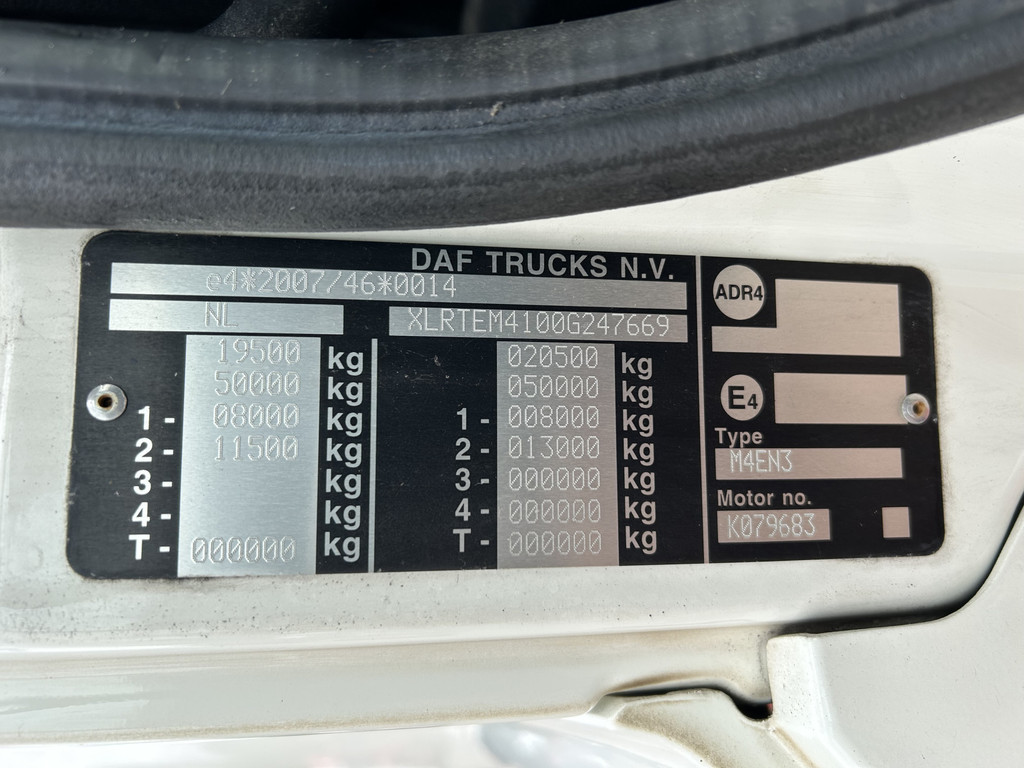 DAF TRUCKS N.V.
e4*2007/46*0014
NL XLRTEM4100G247669
19500 kg 020500 kg
50000 kg 050000 kg
1 - 08000 kg 1 - 008000 kg
2 - 11500 kg 2 - 013000 kg
3 - kg 3 - 000000 kg
4 - kg 4 - 000000 kg
T - 000000 kg T - 000000 kg
ADR4
E4
Type
M4EN3
Motor no.
K079683